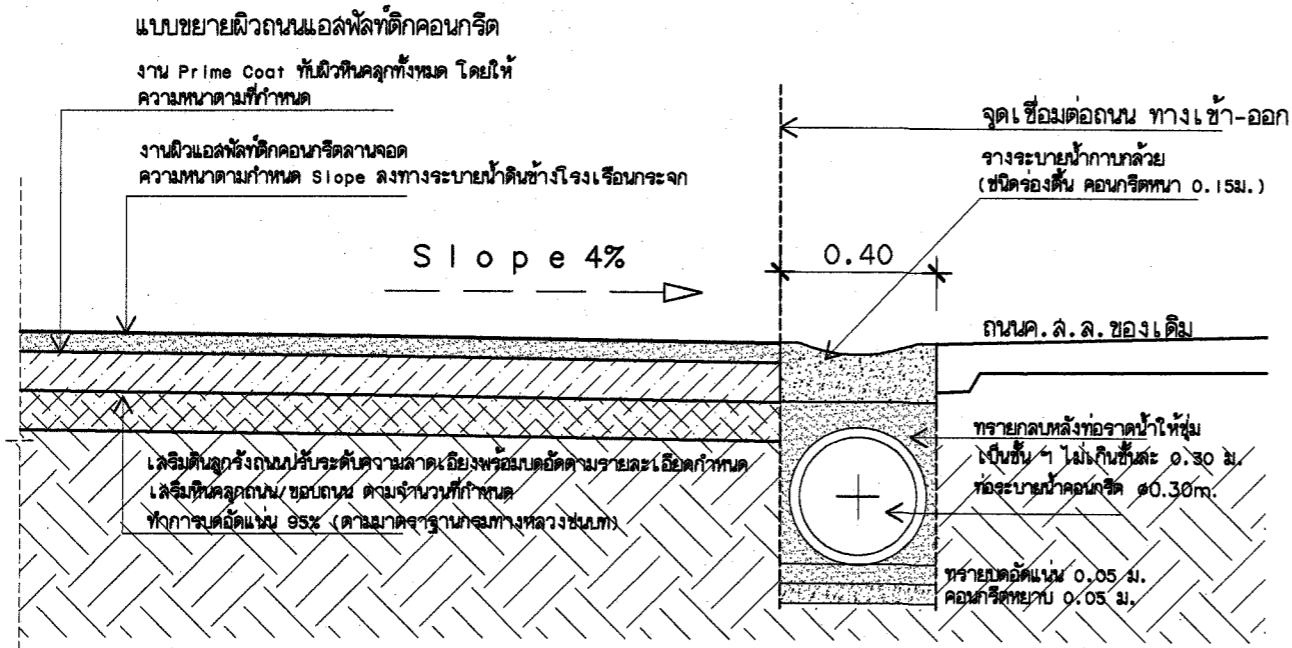 แบบขยายผิวถนนแอสฟัลท์ติกคอนกรีต
งาน Prime Coat ทับผิวหินคลุกทั้งหมด โดยให้
ความหนาตามที่กำหนด
งานผิวแอสฟัลท์ติกคอนกรีตลานจอด
ความหนาตามกำหนด Slope ลงทางระบายน้ำดินข้างโรงเรือนกระจก
Slope 4%
จุดเชื่อมต่อถนน ทางเข้า-ออก
รางระบายน้ำกาบกล้วย
(ชนิดร่องตื้น คอนกรีตหนา 0.15ม.)
0.40
ถนนค.ส.ล.ของเดิม
ทรายกลบหลังท่อราดน้ำให้ชุ่ม
เป็นชั้น ๆ ไม่เกินชั้นละ 0.30 ม.
ท่อระบายน้ำคอนกรีต ø0.30m.
เสริมดินลูกรังถนนปรับระดับความลาดเอียงพร้อมบดอัดตามรายละเอียดกำหนด
เสริมหินคลุกถนน/ขอบถนน ตามจำนวนที่กำหนด
ทำการบดอัดแน่น 95% (ตามมาตราฐานกรมทางหลวงชนบท)
ทรายบดอัดแน่น 0.05 ม.
คอนกรีตหยาบ 0.05 ม.